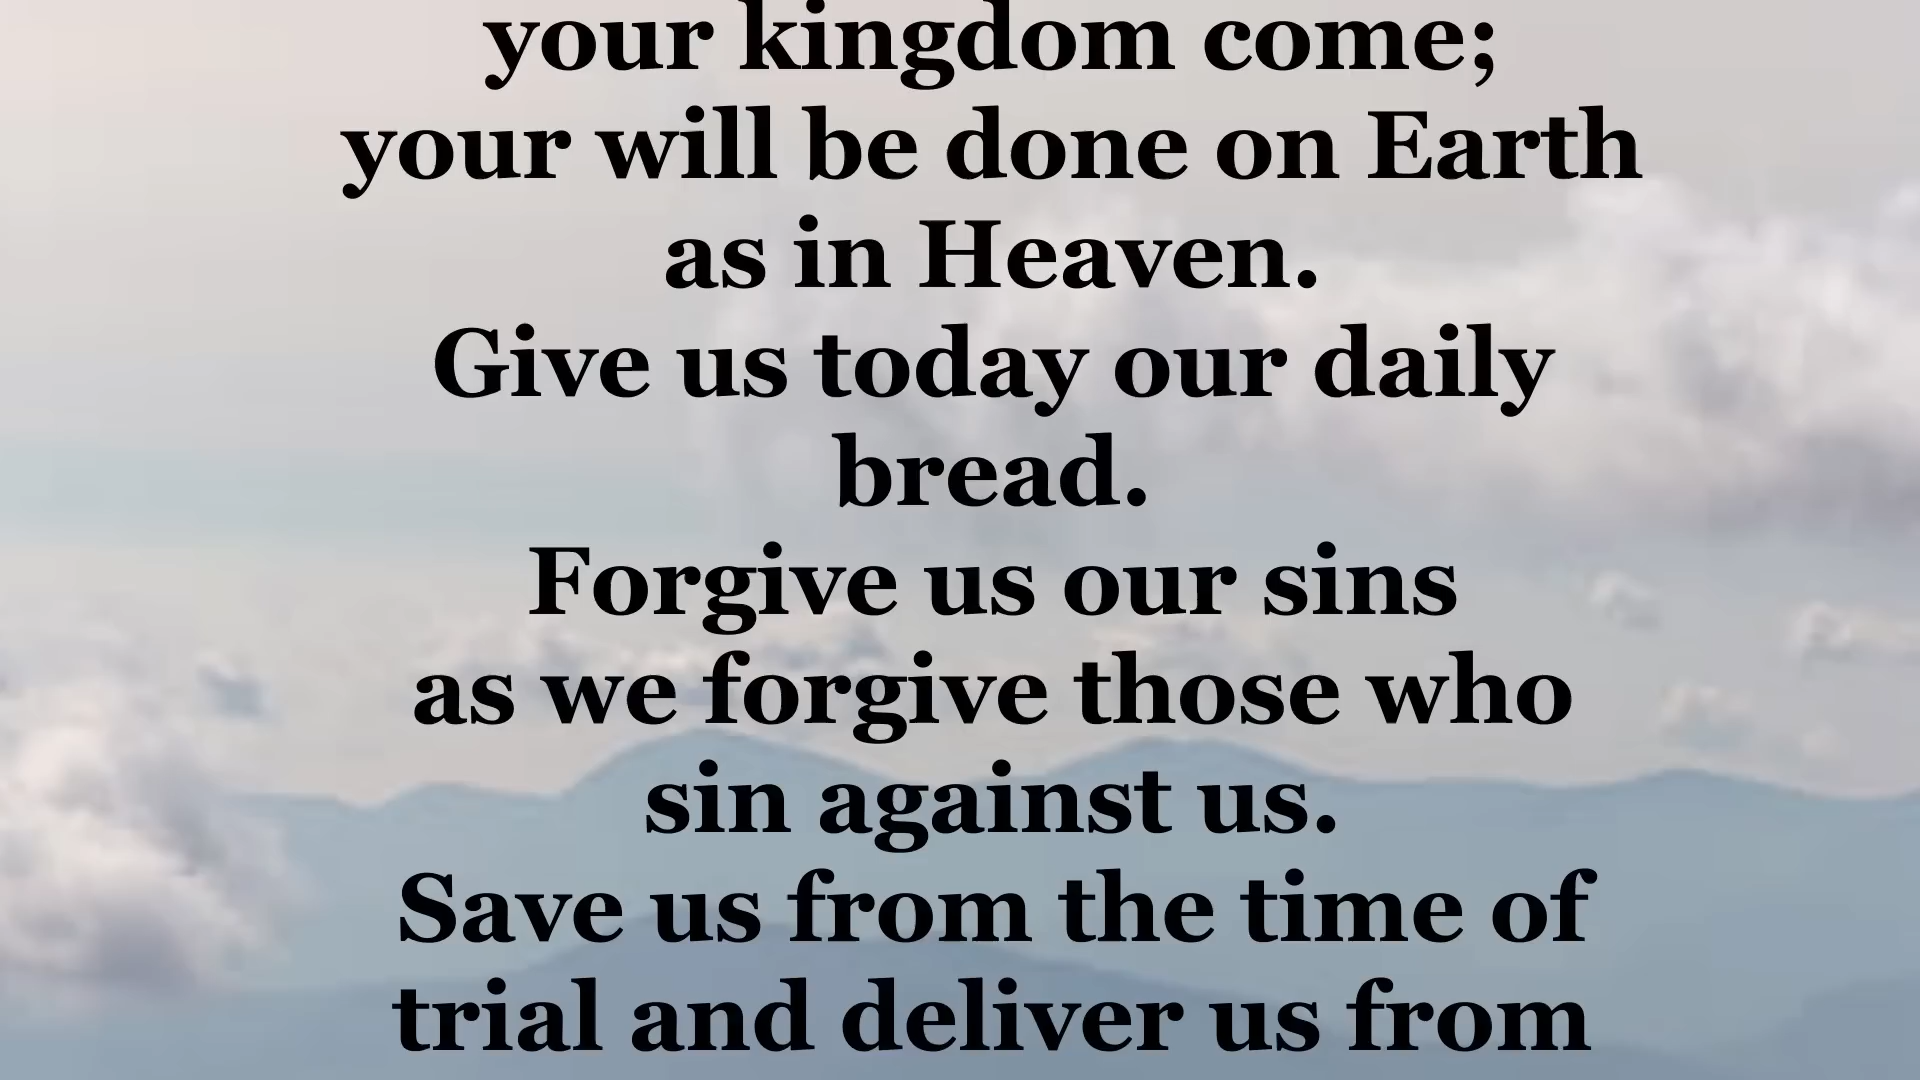 your kingdom come;
your will be done on Earth
as in Heaven.
Give us today our daily
bread.
Forgive us our sins
as we forgive those who
sin against us.
Save us from the time of
trial and deliver us from